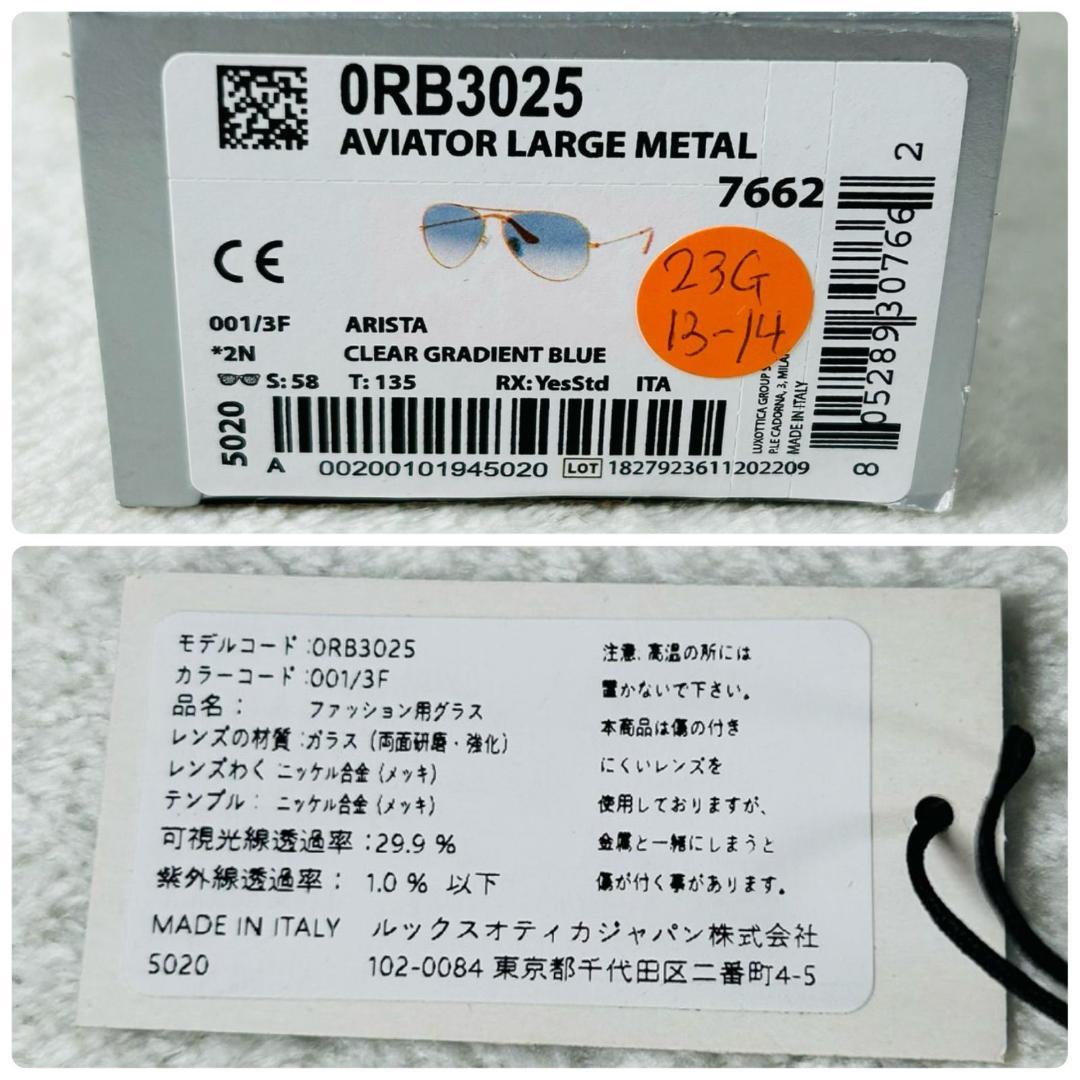 0RB3025
AVIATOR LARGE METAL
7662
CE
23G
13-14
001/3F ARISTA
*2N CLEAR GRADIENT BLUE
S: 58 T: 135 RX: YesStd ITA
5020
A 00200101945020 LOT 1827923611202209
LUXOTTICA GROUP
P.LE CADORNA, 3, MILA
MADE IN ITALY
8 053289307662 2
モデルコード:0RB3025
カラーコード:001/3F
品名: ファッション用グラス
レンズの材質:ガラス(両面研磨・強化)
レンズわく ニッケル合金(メッキ)
テンプル: ニッケル合金(メッキ)
可視光線透過率:29.9 %
紫外線透過率: 1.0 % 以下
MADE IN ITALY ルックスオティカジャパン株式会社
5020 102-0084 東京都千代田区二番町4-5
注意、高温の所には
置かないで下さい。
本商品は傷の付き
にくいレンズを
使用しておりますが、
金属と一緒にしまうと
傷が付く事があります。